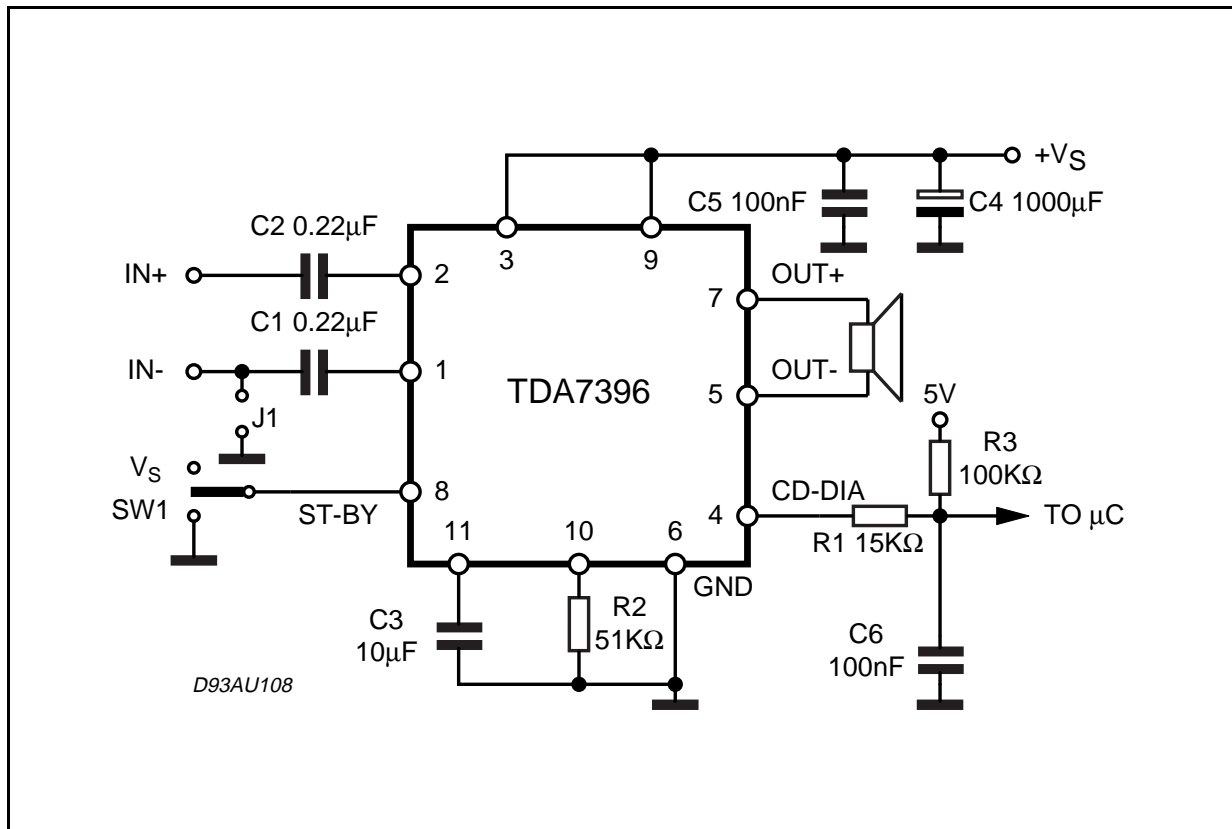 +VS
C5 100nF
C4 1000μF
C2 0.22μF
3
9
IN+
2
OUT+
7
C1 0.22μF
IN-
1
TDA7396
OUT-
5
J1
5V
R3
100KΩ
VS
SW1
ST-BY
8
CD-DIA
4
R1 15KΩ
TO μC
11
10
6
GND
C3
10μF
R2
51KΩ
C6
100nF
D93AU108